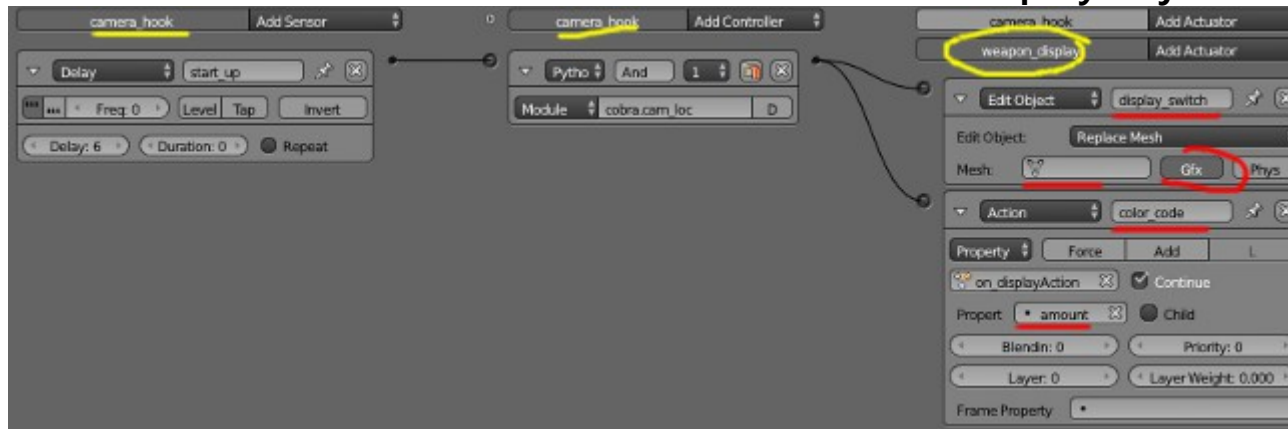 camera_hook Add Sensor
Delay start_up
Freq: 0 Level Tap Invert
Delay: 6 Duration: 0 Repeat
camera_hook Add Controller
Pytho And 1
Module cobra.cam_loc D
camera_hook Add Actuator
weapon_display Add Actuator
Edit Object display_switch
Edit Object: Replace Mesh
Mesh: Gfx Phys
Action color_code
Property Force Add L
on_displayAction Continue
Propert amount Child
Blendin: 0 Priority: 0
Layer: 0 Layer Weight: 0.000
Frame Property